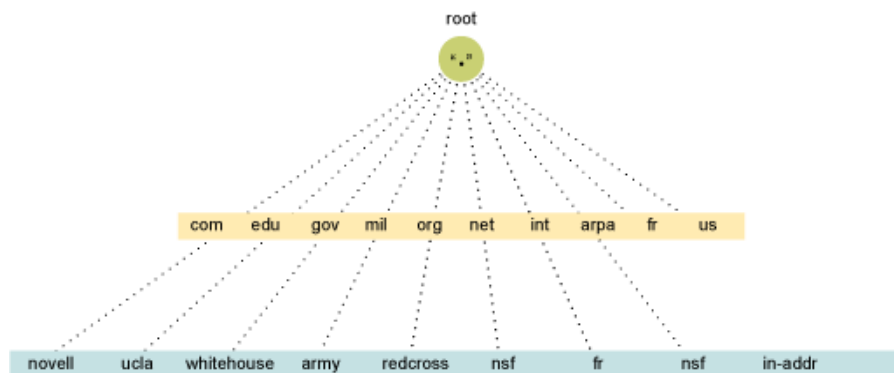 root
" . "
com edu gov mil org net int arpa fr us
novell ucla whitehouse army redcross nsf fr nsf in-addr